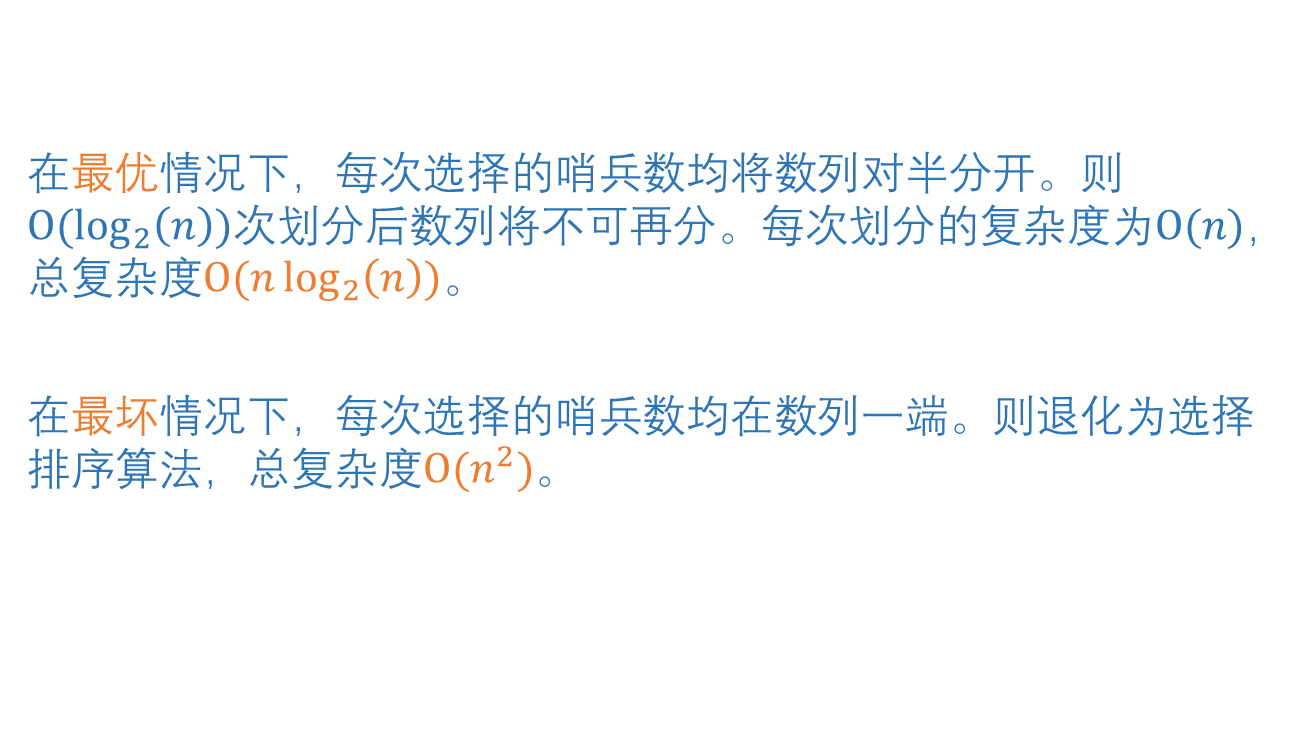 在最优情况下，每次选择的哨兵数均将数列对半分开。则
O(log₂(n))次划分后数列将不可再分。每次划分的复杂度为O(n)，
总复杂度O(n log₂(n))。
在最坏情况下，每次选择的哨兵数均在数列一端。则退化为选择
排序算法，总复杂度O(n²)。